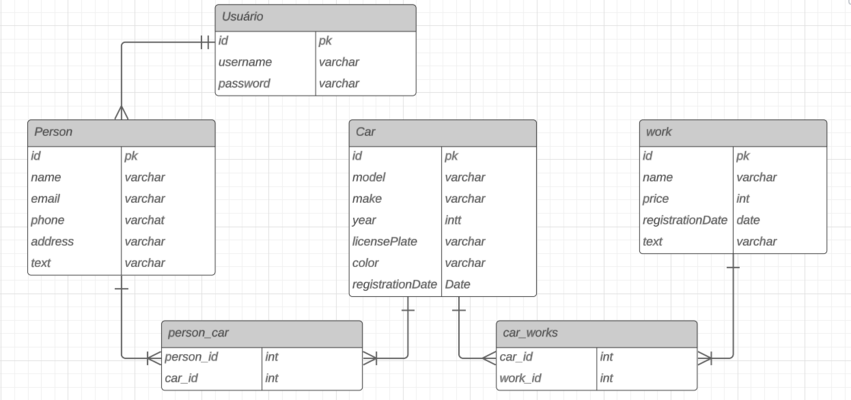 Usuário
id pk
username varchar
password varchar
Person
id pk
name varchar
email varchar
phone varchat
address varchar
text varchar
Car
id pk
model varchar
make varchar
year intt
licensePlate varchar
color varchar
registrationDate Date
work
id pk
name varchar
price int
registrationDate date
text varchar
person_car
person_id int
car_id int
car_works
car_id int
work_id int